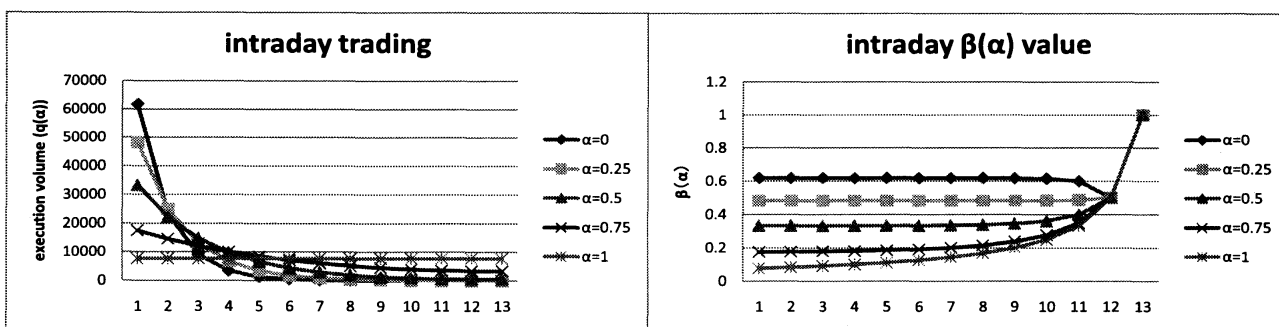 intraday trading
execution volume (q(α))
70000
60000
50000
40000
30000
20000
10000
0
1 2 3 4 5 6 7 8 9 10 11 12 13
α=0
α=0.25
α=0.5
α=0.75
α=1
intraday β(α) value
β(α)
1.2
1
0.8
0.6
0.4
0.2
0
1 2 3 4 5 6 7 8 9 10 11 12 13
α=0
α=0.25
α=0.5
α=0.75
α=1